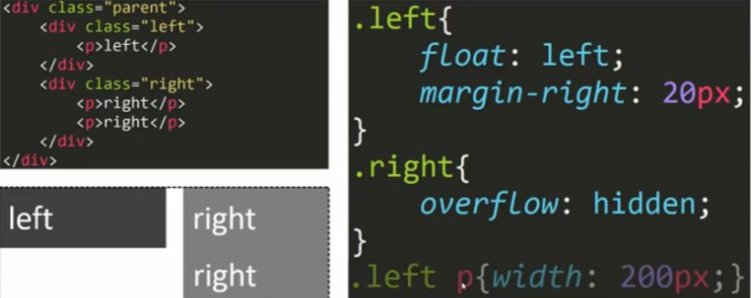 <div class="parent">
    <div class="left">
        <p>left</p>
    </div>
    <div class="right">
        <p>right</p>
        <p>right</p>
    </div>
</div>
left
right
right
.left{
    float: left;
    margin-right: 20px;
}
.right{
    overflow: hidden;
}
.left p{width: 200px;}